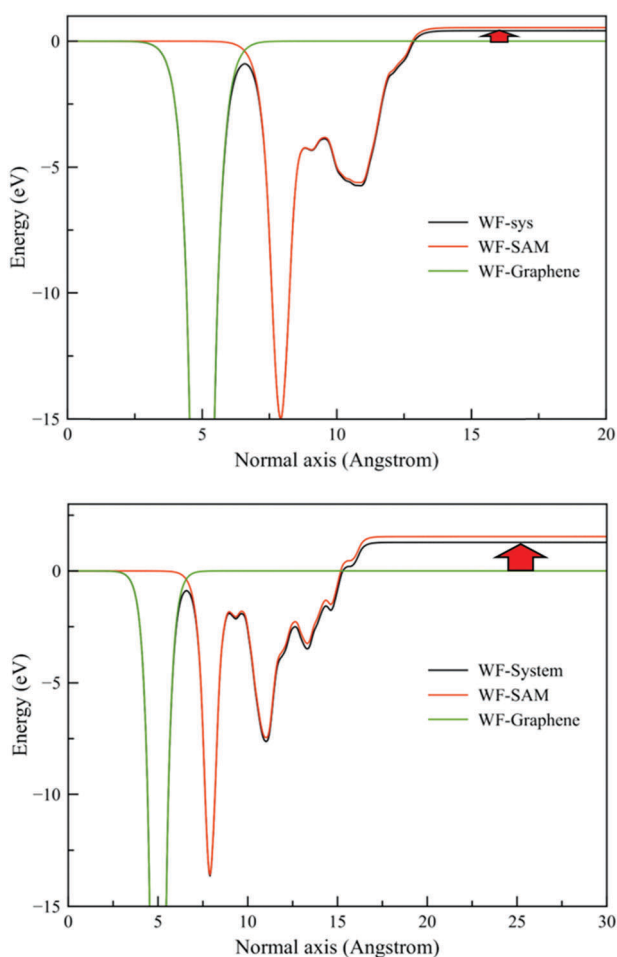 0
−5
−10
−15
Energy (eV)
WF-sys
WF-SAM
WF-Graphene
0 5 10 15 20
Normal axis (Angstrom)
0
−5
−10
−15
Energy (eV)
WF-System
WF-SAM
WF-Graphene
0 5 10 15 20 25 30
Normal axis (Angstrom)